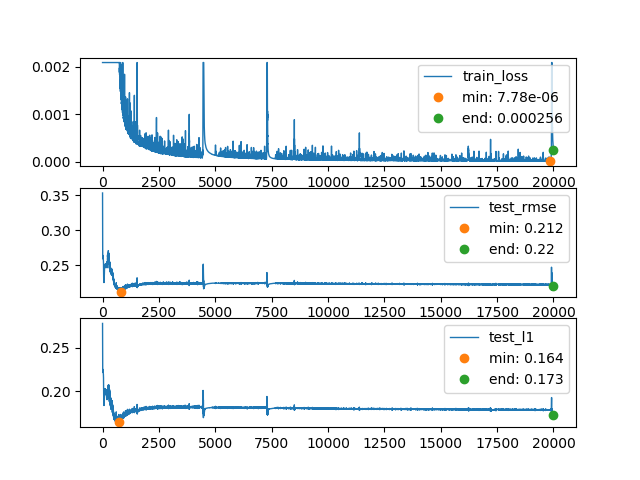 0.002
0.001
0.000
train_loss
min: 7.78e-06
end: 0.000256
0 2500 5000 7500 10000 12500 15000 17500 20000
0.35
0.30
0.25
test_rmse
min: 0.212
end: 0.22
0 2500 5000 7500 10000 12500 15000 17500 20000
0.25
0.20
test_l1
min: 0.164
end: 0.173
0 2500 5000 7500 10000 12500 15000 17500 20000